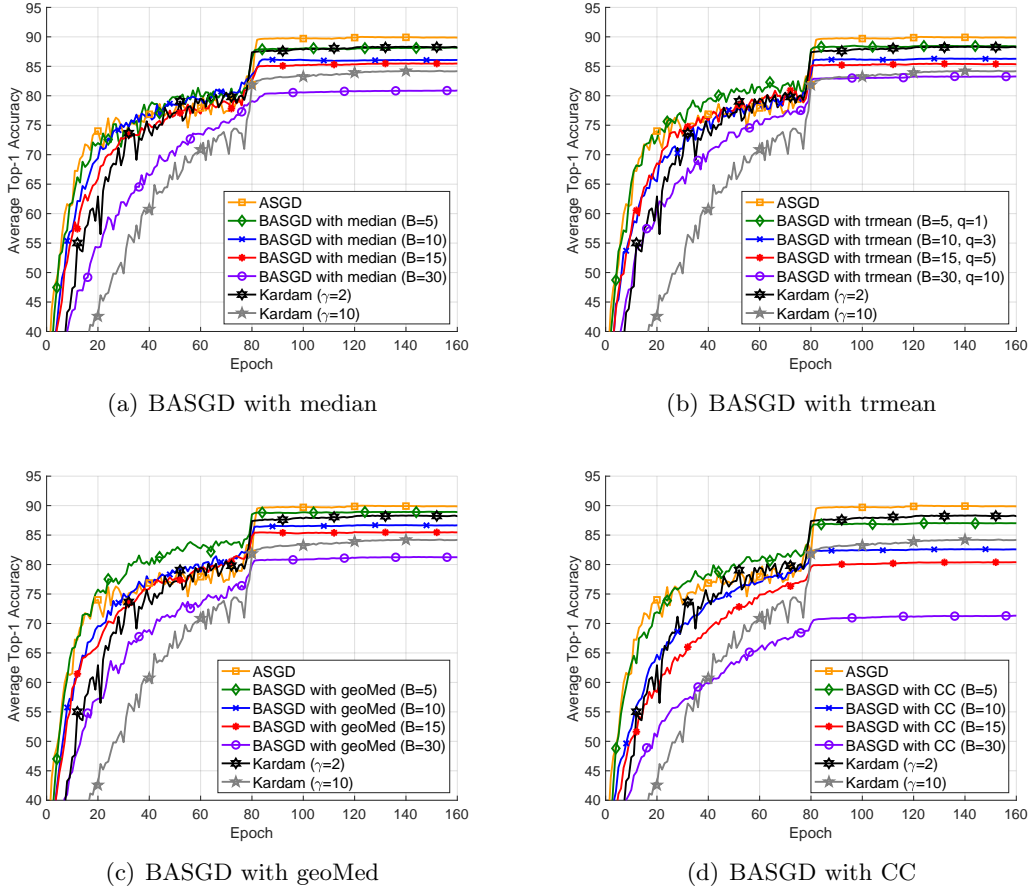 95
90
85
80
75
70
65
60
55
50
45
40
Average Top-1 Accuracy
20 40 60 80 100 120 140 160
Epoch
ASGD
BASGD with median (B=5)
BASGD with median (B=10)
BASGD with median (B=15)
BASGD with median (B=30)
Kardam (γ=2)
Kardam (γ=10)
(a) BASGD with median
95
90
85
80
75
70
65
60
55
50
45
40
Average Top-1 Accuracy
20 40 60 80 100 120 140 160
Epoch
ASGD
BASGD with trmean (B=5, q=1)
BASGD with trmean (B=10, q=3)
BASGD with trmean (B=15, q=5)
BASGD with trmean (B=30, q=10)
Kardam (γ=2)
Kardam (γ=10)
(b) BASGD with trmean
95
90
85
80
75
70
65
60
55
50
45
40
Average Top-1 Accuracy
20 40 60 80 100 120 140 160
Epoch
ASGD
BASGD with geoMed (B=5)
BASGD with geoMed (B=10)
BASGD with geoMed (B=15)
BASGD with geoMed (B=30)
Kardam (γ=2)
Kardam (γ=10)
(c) BASGD with geoMed
95
90
85
80
75
70
65
60
55
50
45
40
Average Top-1 Accuracy
20 40 60 80 100 120 140 160
Epoch
ASGD
BASGD with CC (B=5)
BASGD with CC (B=10)
BASGD with CC (B=15)
BASGD with CC (B=30)
Kardam (γ=2)
Kardam (γ=10)
(d) BASGD with CC